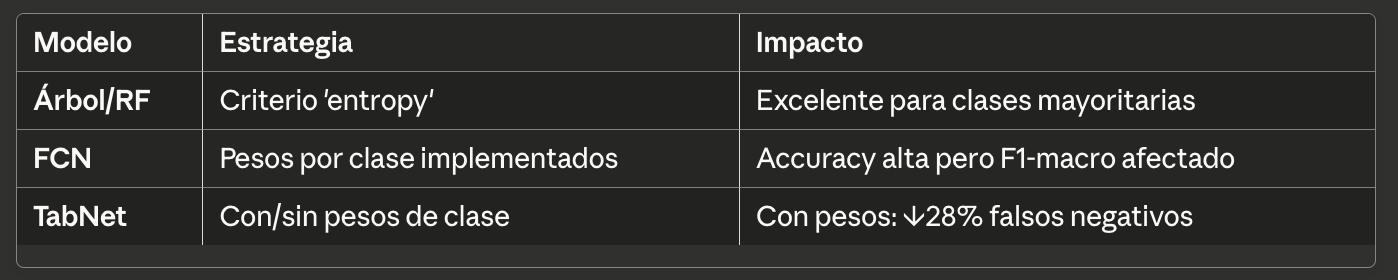 Modelo Estrategia Impacto
Árbol/RF Criterio 'entropy' Excelente para clases mayoritarias
FCN Pesos por clase implementados Accuracy alta pero F1-macro afectado
TabNet Con/sin pesos de clase Con pesos: ↓28% falsos negativos